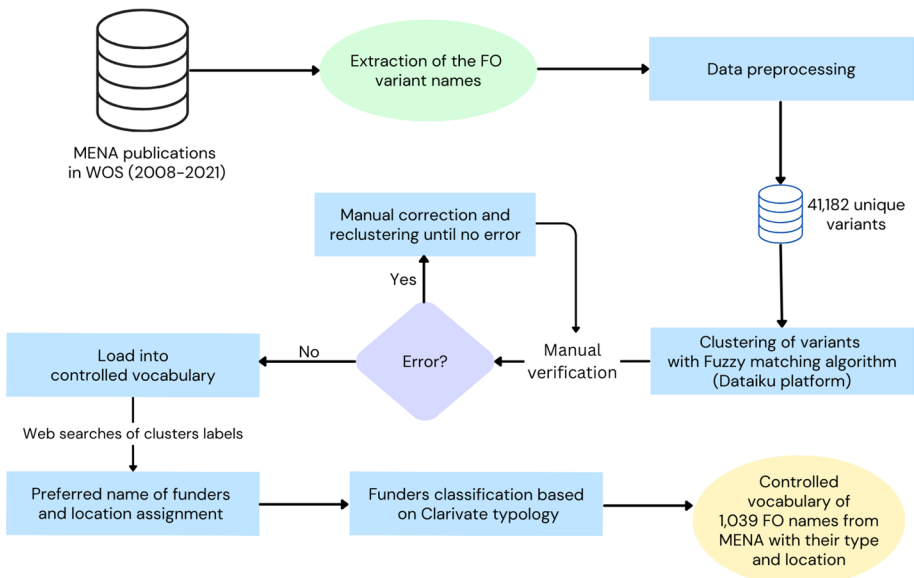 Extraction of the FO
variant names
Data preprocessing
MENA publications
in WOS (2008-2021)
41,182 unique
variants
Manual correction and
reclustering until no error
Yes
Clustering of variants
with Fuzzy matching algorithm
(Dataiku platform)
Manual
verification
Error?
No
Load into
controlled vocabulary
Web searches of clusters labels
Preferred name of funders
and location assignment
Funders classification based
on Clarivate typology
Controlled
vocabulary of
1,039 FO names from
MENA with their type
and location